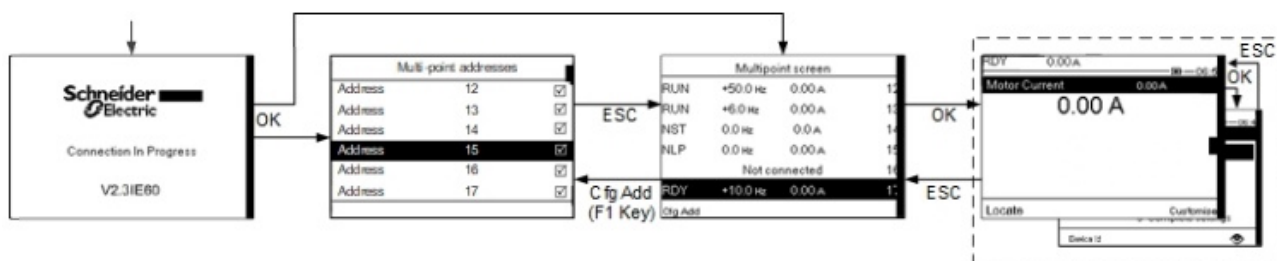 Schneider
Electric
Connection In Progress
V2.3IE60
OK
Multi-point addresses
Address 12
Address 13
Address 14
Address 15
Address 16
Address 17
ESC
Cfg Add
(F1 Key)
Multipoint screen
RUN +50.0 Hz 0.00 A 12
RUN +6.0 Hz 0.00 A 13
NST 0.0 Hz 0.0 A 14
NLP 0.0 Hz 0.00 A 15
Not connected 16
RDY +10.0 Hz 0.00 A 17
Cfg Add
OK
ESC
RDY 0.00 A
Motor Current 0.00 A
0.00 A
Locate Customise
Device Id
ESC
OK